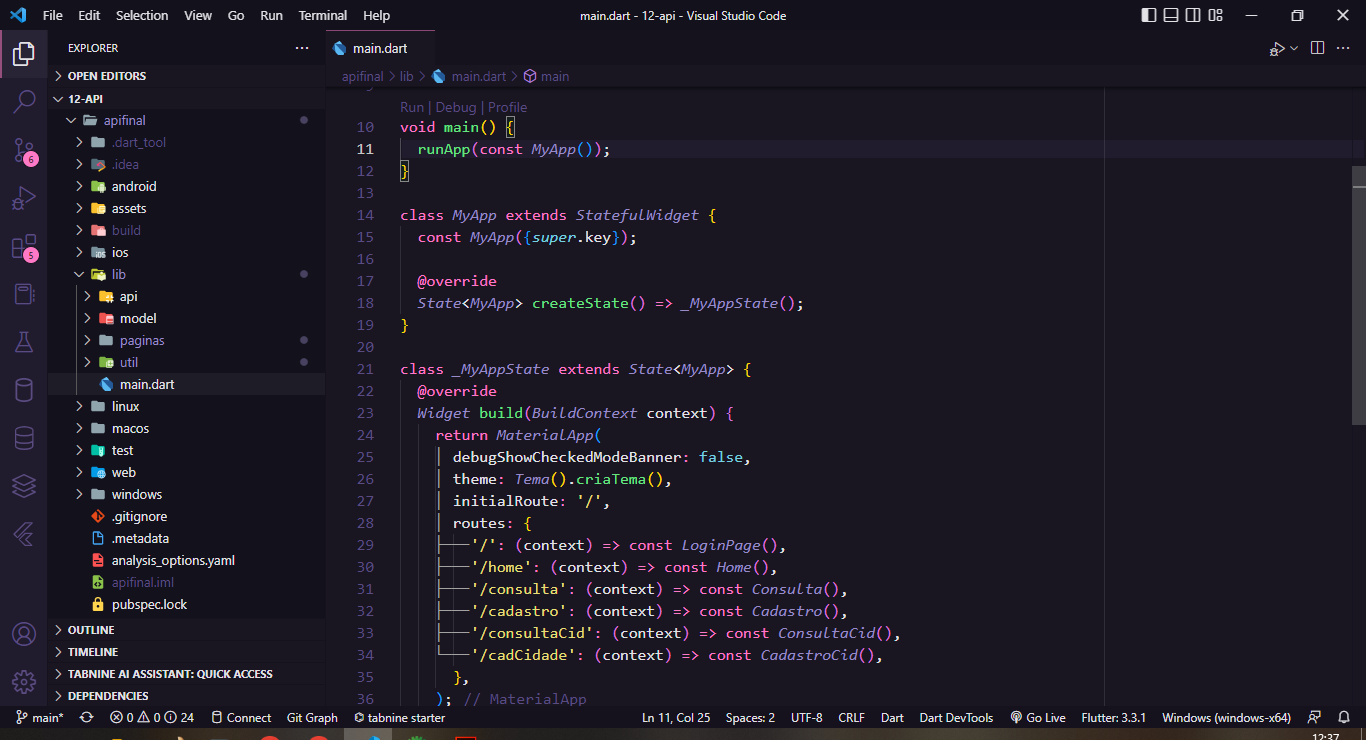 File Edit Selection View Go Run Terminal Help
main.dart - 12-api - Visual Studio Code
EXPLORER
OPEN EDITORS
12-API
apifinal
.dart_tool
.idea
android
assets
build
ios
lib
api
model
paginas
util
main.dart
linux
macos
test
web
windows
.gitignore
.metadata
analysis_options.yaml
apifinal.iml
pubspec.lock
OUTLINE
TIMELINE
TABNINE AI ASSISTANT: QUICK ACCESS
DEPENDENCIES
6
5
main.dart
apifinal > lib > main.dart > main
Run | Debug | Profile
10 void main() {
11 runApp(const MyApp());
12 }
13
14 class MyApp extends StatefulWidget {
15 const MyApp({super.key});
16
17 @override
18 State<MyApp> createState() => _MyAppState();
19 }
20
21 class _MyAppState extends State<MyApp> {
22 @override
23 Widget build(BuildContext context) {
24 return MaterialApp(
25 debugShowCheckedModeBanner: false,
26 theme: Tema().criaTema(),
27 initialRoute: '/',
28 routes: {
29 '/': (context) => const LoginPage(),
30 '/home': (context) => const Home(),
31 '/consulta': (context) => const Consulta(),
32 '/cadastro': (context) => const Cadastro(),
33 '/consultaCid': (context) => const ConsultaCid(),
34 '/cadCidade': (context) => const CadastroCid(),
35 },
36 ); // MaterialApp
main* 0 0 24 Connect Git Graph tabnine starter Ln 11, Col 25 Spaces: 2 UTF-8 CRLF Dart Dart DevTools Go Live Flutter: 3.3.1 Windows (windows-x64)
12:37